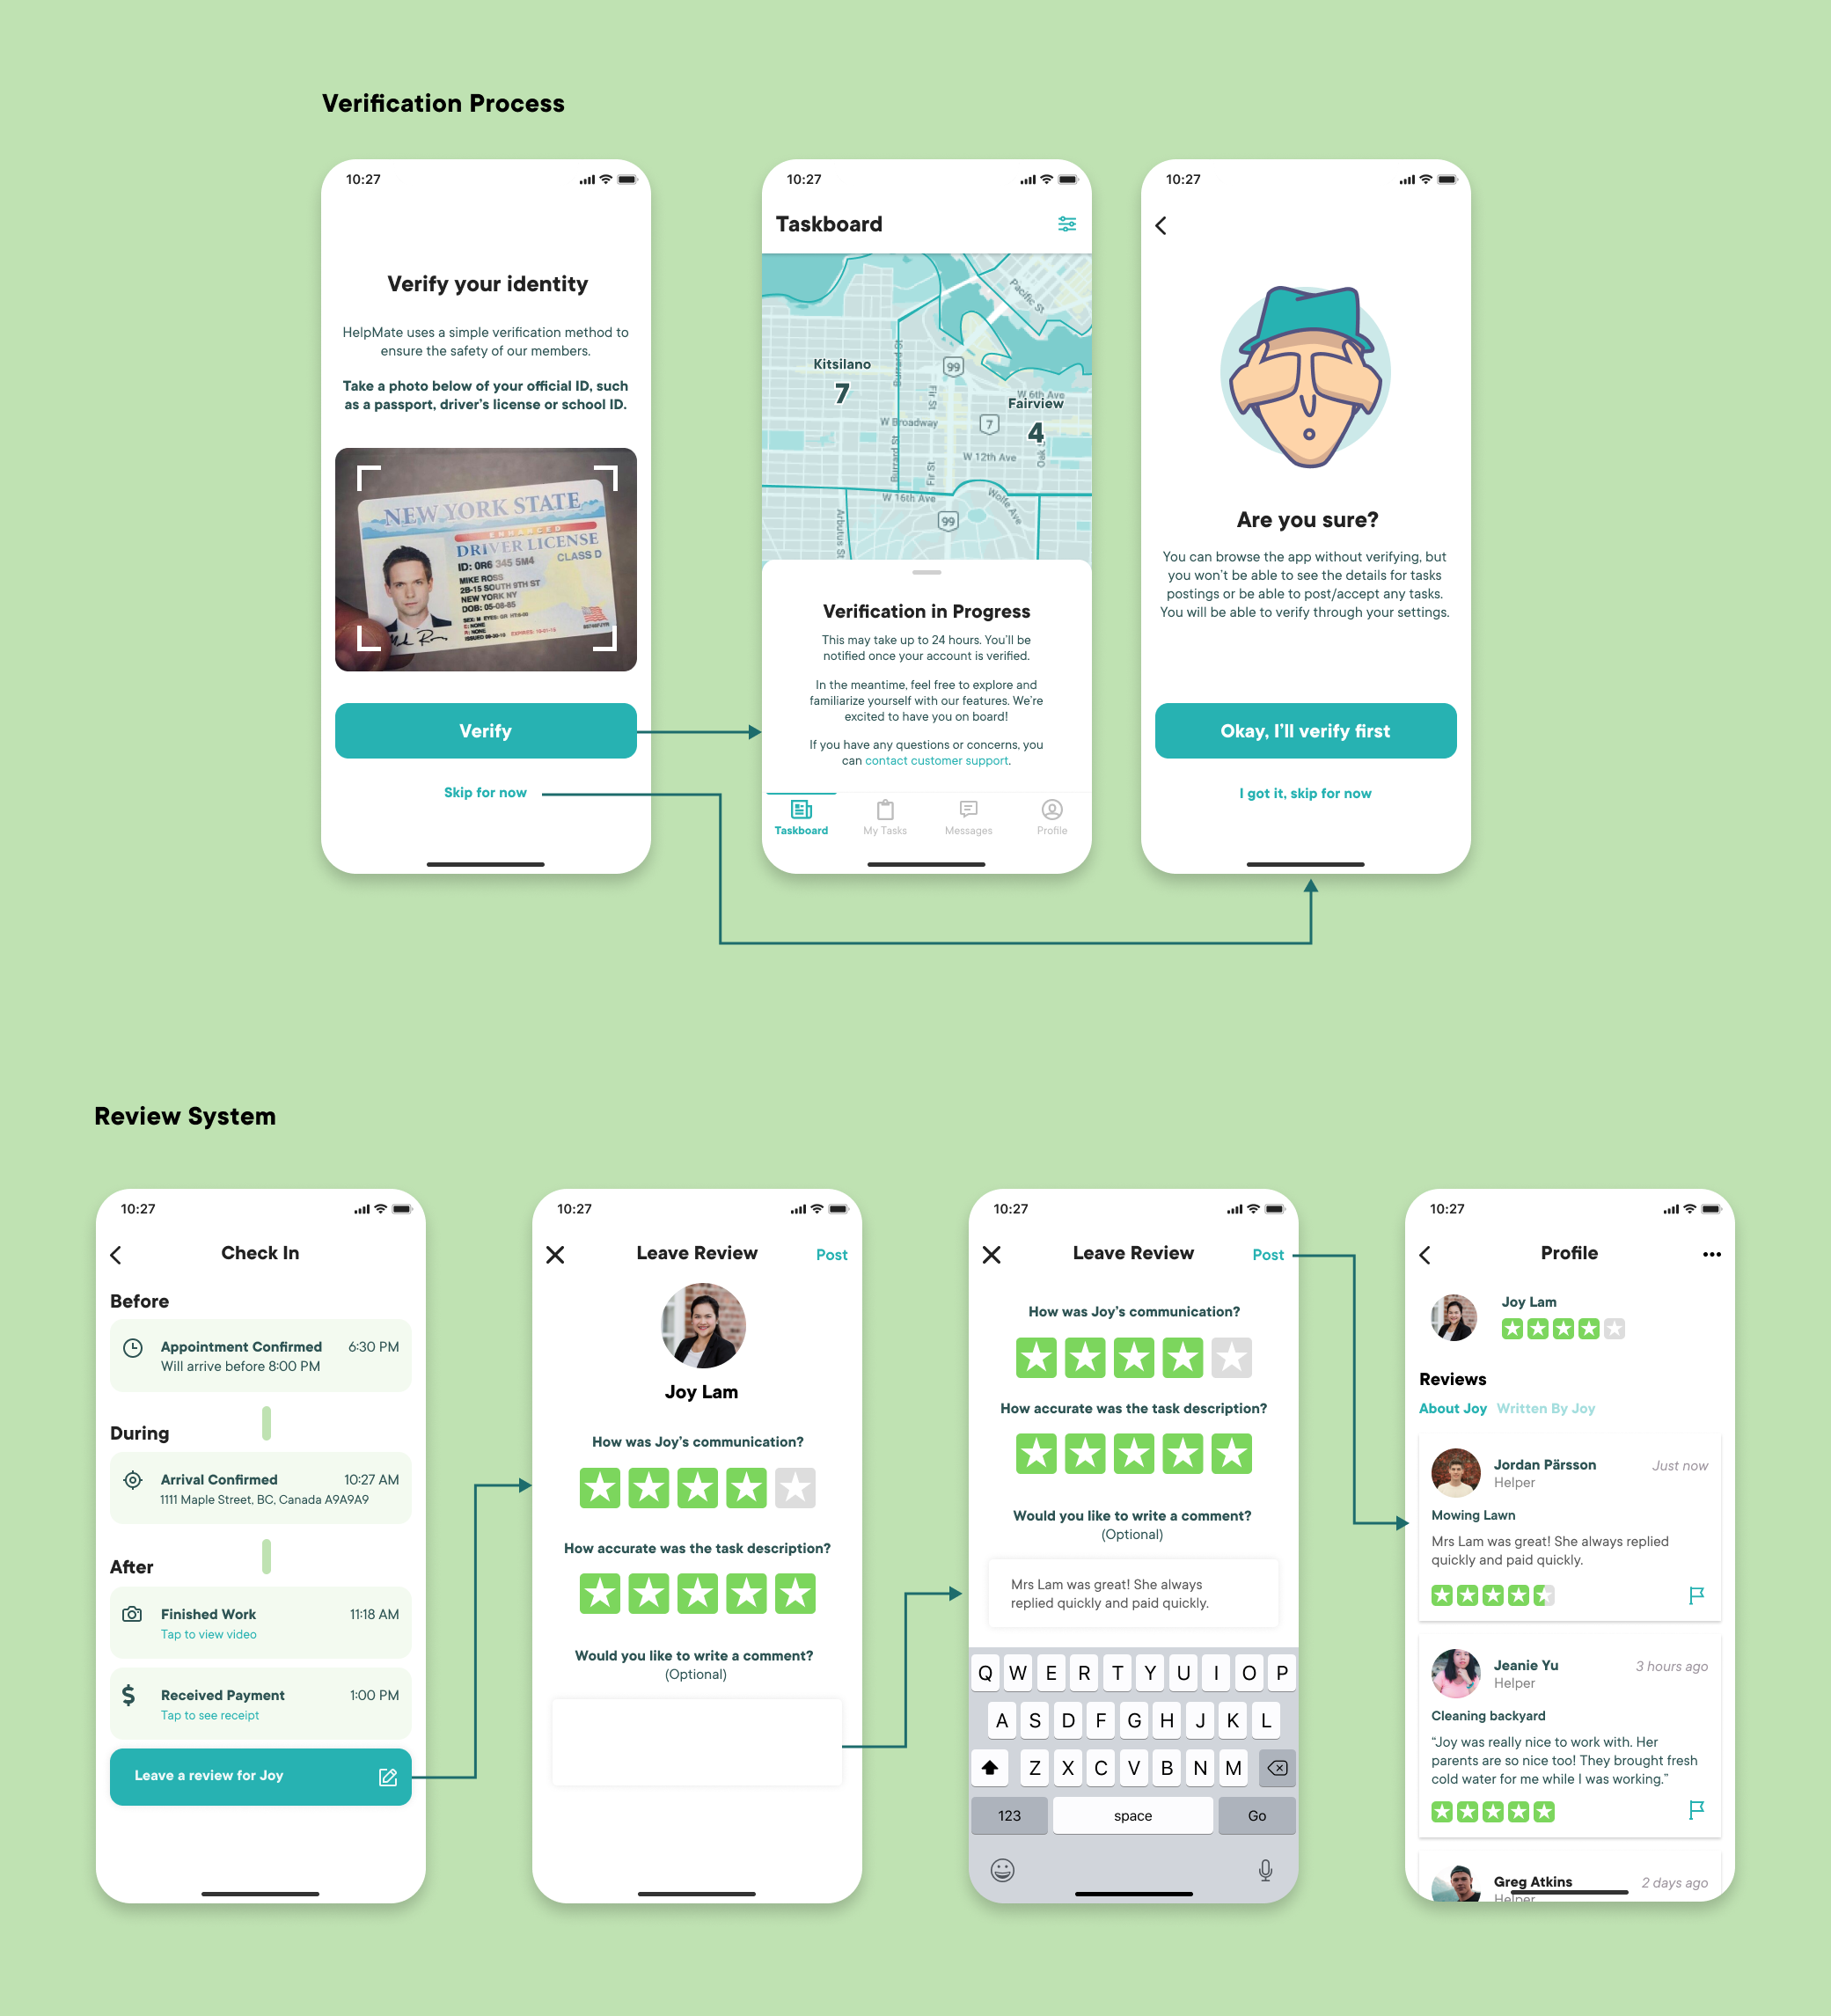 Verification Process
10:27
Verify your identity
HelpMate uses a simple verification method to
ensure the safety of our members.
Take a photo below of your official ID, such
as a passport, driver's license or school ID.
NEW YORK STATE
ENHANCED
DRIVER LICENSE
ID: 0R6 345 5M4
CLASS D
MIKE ROSS
2B-15 SOUTH 9TH ST
NEW YORK NY
DOB: 05-08-85
E: NONE
R: NONE
Verify
Skip for now
10:27
Taskboard
Pacific St
Kitsilano
7
Burrard St
99
Fir St
W 6th Ave
Fairview
4
W Broadway
7
Burrard St
Fir St
W 12th Ave
Oak
W 16th Ave
Wolfe Ave
99
Arbutus St
Verification in Progress
This may take up to 24 hours. You'll be
notified once your account is verified.
In the meantime, feel free to explore and
familiarize yourself with our features. We're
excited to have you on board!
If you have any questions or concerns, you
can contact customer support.
Taskboard
My Tasks
Messages
Profile
10:27
Are you sure?
You can browse the app without verifying, but
you won't be able to see the details for tasks
postings or be able to post/accept any tasks.
You will be able to verify through your settings.
Okay, I'll verify first
I got it, skip for now
Review System
10:27
Check In
Before
Appointment Confirmed 6:30 PM
Will arrive before 8:00 PM
During
Arrival Confirmed 10:27 AM
1111 Maple Street, BC, Canada A9A9A9
After
Finished Work 11:18 AM
Tap to view video
$
Received Payment 1:00 PM
Tap to see receipt
Leave a review for Joy
10:27
Leave Review Post
Joy Lam
How was Joy's communication?
How accurate was the task description?
Would you like to write a comment?
(Optional)
10:27
Leave Review Post
How was Joy's communication?
How accurate was the task description?
Would you like to write a comment?
(Optional)
Mrs Lam was great! She always
replied quickly and paid quickly.
Q W E R T Y U I O P
A S D F G H J K L
Z X C V B N M
123 space Go
10:27
Profile
Joy Lam
Reviews
About Joy Written By Joy
Jordan Pärsson Just now
Helper
Mowing Lawn
Mrs Lam was great! She always replied
quickly and paid quickly.
Jeanie Yu 3 hours ago
Helper
Cleaning backyard
“Joy was really nice to work with. Her
parents are so nice too! They brought fresh
cold water for me while I was working.”
Greg Atkins 2 days ago
Helper